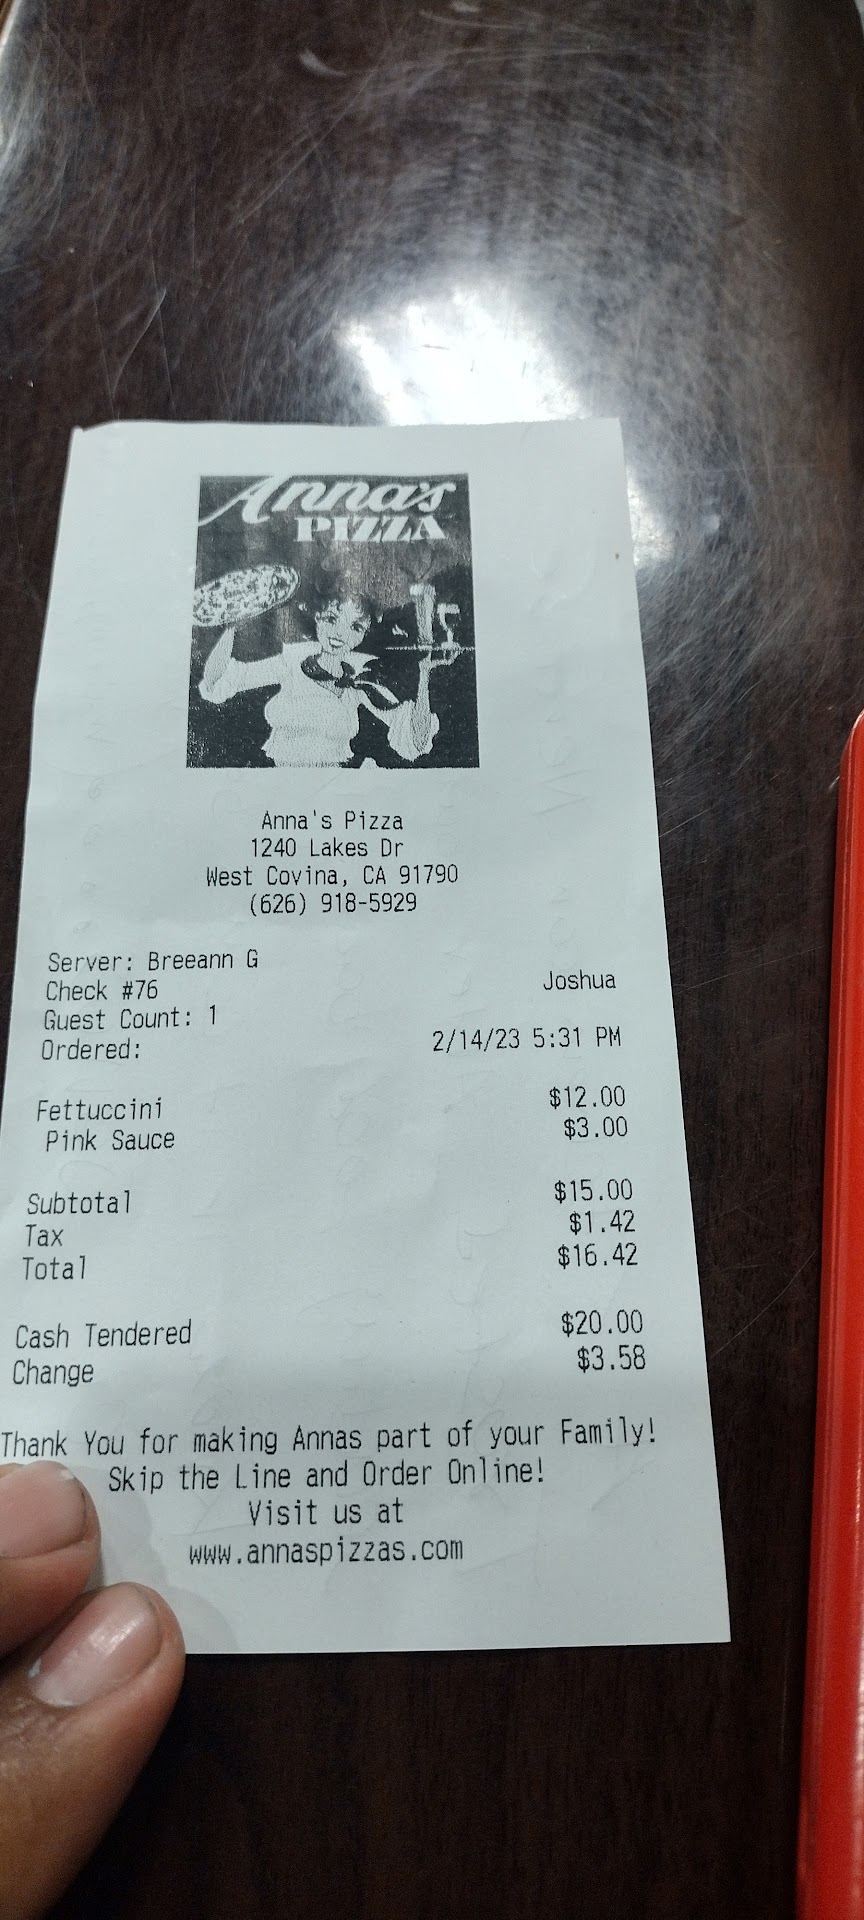 Anna's
PIZZA
Anna's Pizza
1240 Lakes Dr
West Covina, CA 91790
(626) 918-5929
Server: Breeann G
Check #76 Joshua
Guest Count: 1
Ordered: 2/14/23 5:31 PM
Fettuccini $12.00
Pink Sauce $3.00
Subtotal $15.00
Tax $1.42
Total $16.42
Cash Tendered $20.00
Change $3.58
Thank You for making Annas part of your Family!
Skip the Line and Order Online!
Visit us at
www.annaspizzas.com